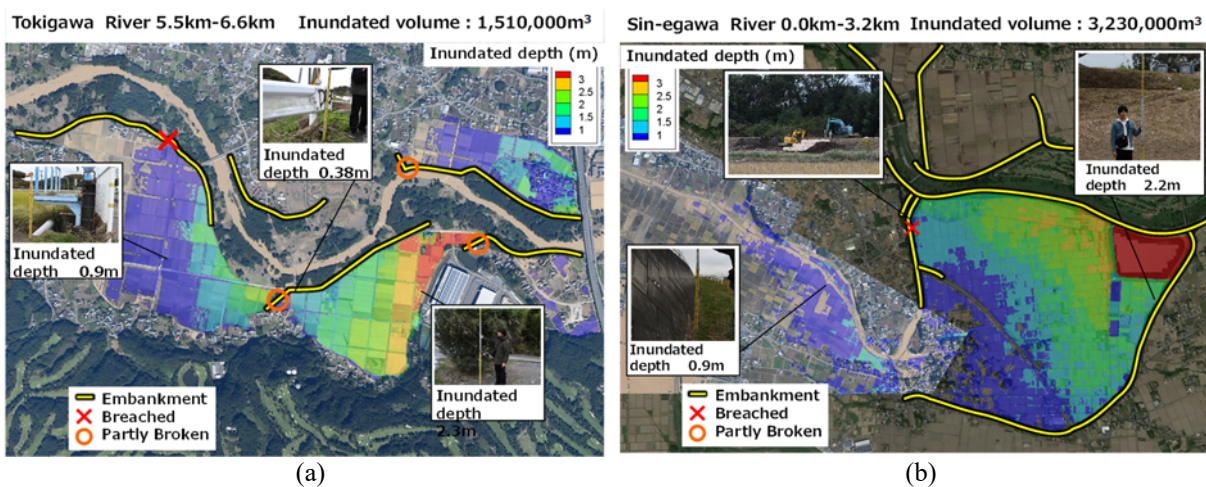 Tokigawa River 5.5km-6.6km Inundated volume : 1,510,000m³
Inundated depth (m)
3
2.5
2
1.5
1
Inundated
depth 0.38m
Inundated
depth 0.9m
Inundated
depth
2.3m
Embankment
Breached
Partly Broken
(a)
Sin-egawa River 0.0km-3.2km Inundated volume : 3,230,000m³
Inundated depth (m)
3
2.5
2
1.5
1
Inundated
depth 2.2m
Inundated
depth 0.9m
Embankment
Breached
Partly Broken
(b)